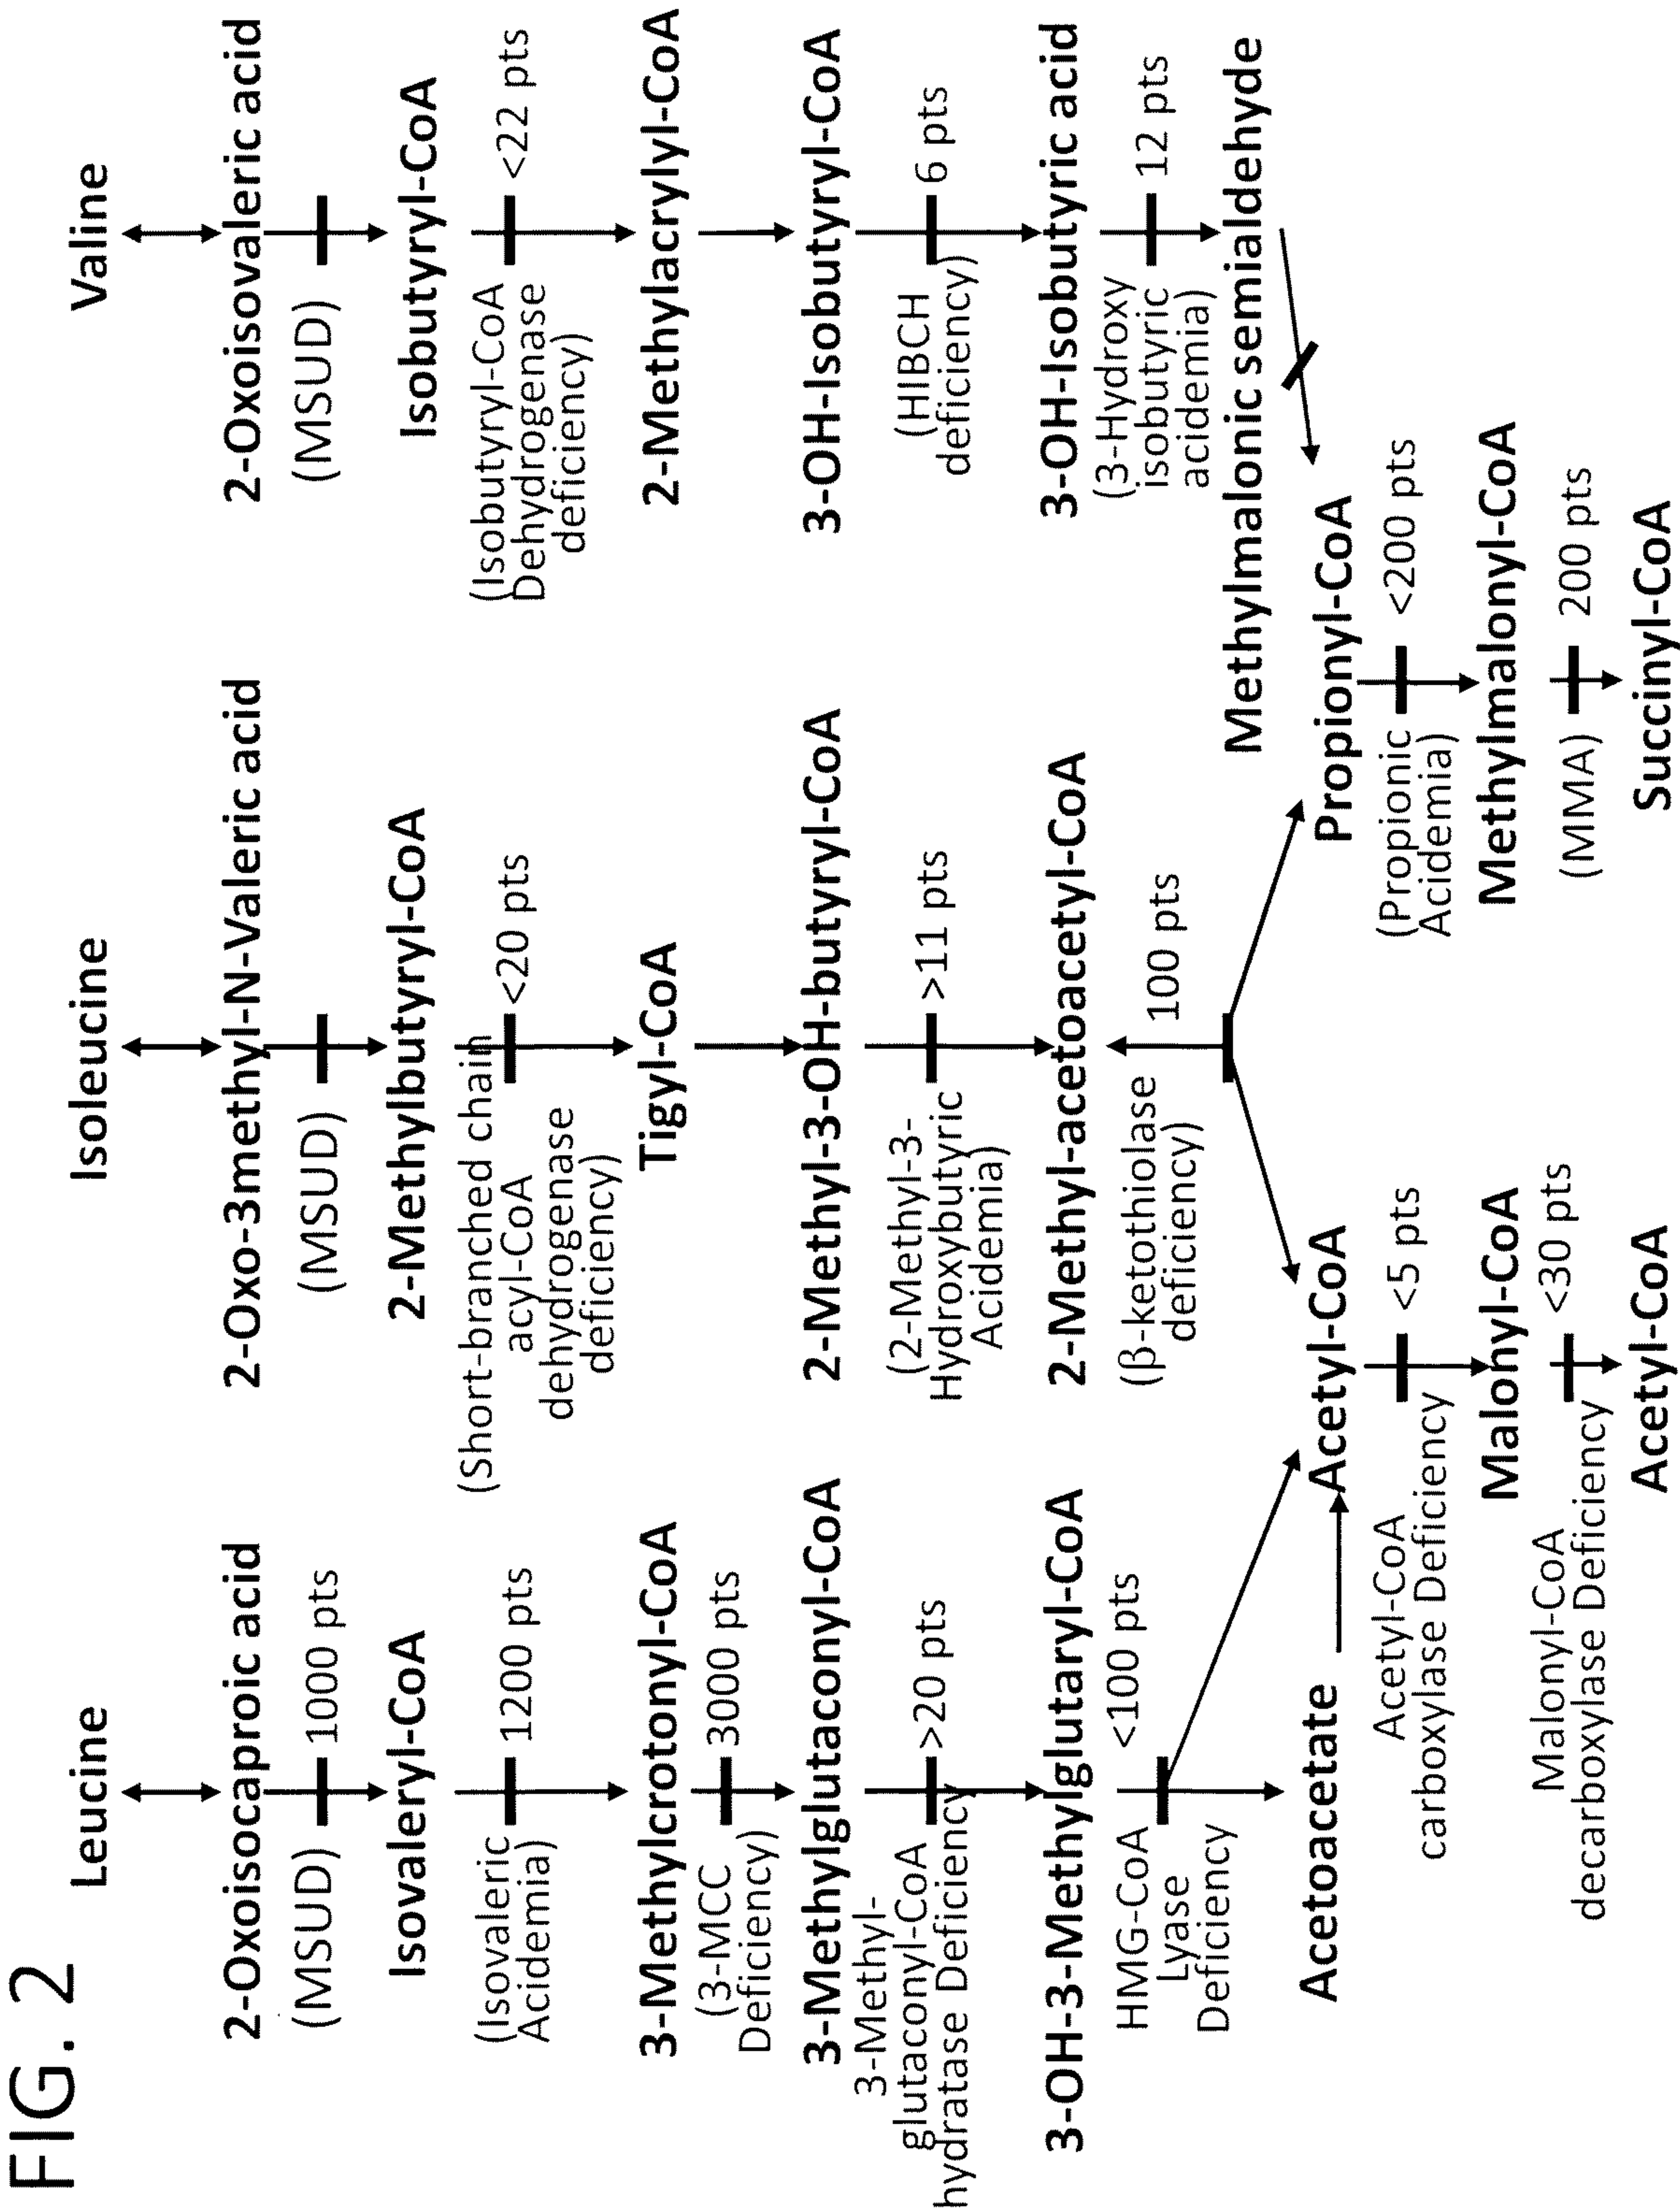 FIG. 2
Leucine
2-Oxoisocaproic acid
(MSUD)
1000 pts
Isovaleryl-CoA
(Isovaleric
Acidemia)
1200 pts
3-Methylcrotonyl-CoA
(3-MCC
Deficiency)
3000 pts
3-Methylglutaconyl-CoA
3-Methyl-
glutaconyl-CoA
hydratase Deficiency
>20 pts
3-OH-3-Methylglutaryl-CoA
HMG-CoA
Lyase
Deficiency
<100 pts
Acetoacetate
Isoleucine
2-Oxo-3methyl-N-Valeric acid
(MSUD)
2-Methylbutyryl-CoA
(Short-branched chain
acyl-CoA
dehydrogenase
deficiency)
<20 pts
Tigyl-CoA
2-Methyl-3-OH-butyryl-CoA
(2-Methyl-3-
Hydroxybutyric
Acidemia)
>11 pts
2-Methyl-acetoacetyl-CoA
(β-ketothiolase
deficiency)
100 pts
Acetyl-CoA
Acetyl-CoA
carboxylase Deficiency
<5 pts
Malonyl-CoA
Malonyl-CoA
decarboxylase Deficiency
<30 pts
Acetyl-CoA
Valine
2-Oxoisovaleric acid
(MSUD)
Isobutyryl-CoA
(Isobutyryl-CoA
Dehydrogenase
deficiency)
<22 pts
2-Methylacrylyl-CoA
3-OH-Isobutyryl-CoA
(HIBCH
deficiency)
6 pts
3-OH-Isobutyric acid
(3-Hydroxy
isobutyric
acidemia)
12 pts
Methylmalonic semialdehyde
Propionyl-CoA
(Propionic
Acidemia)
<200 pts
Methylmalonyl-CoA
(MMA)
200 pts
Succinyl-CoA